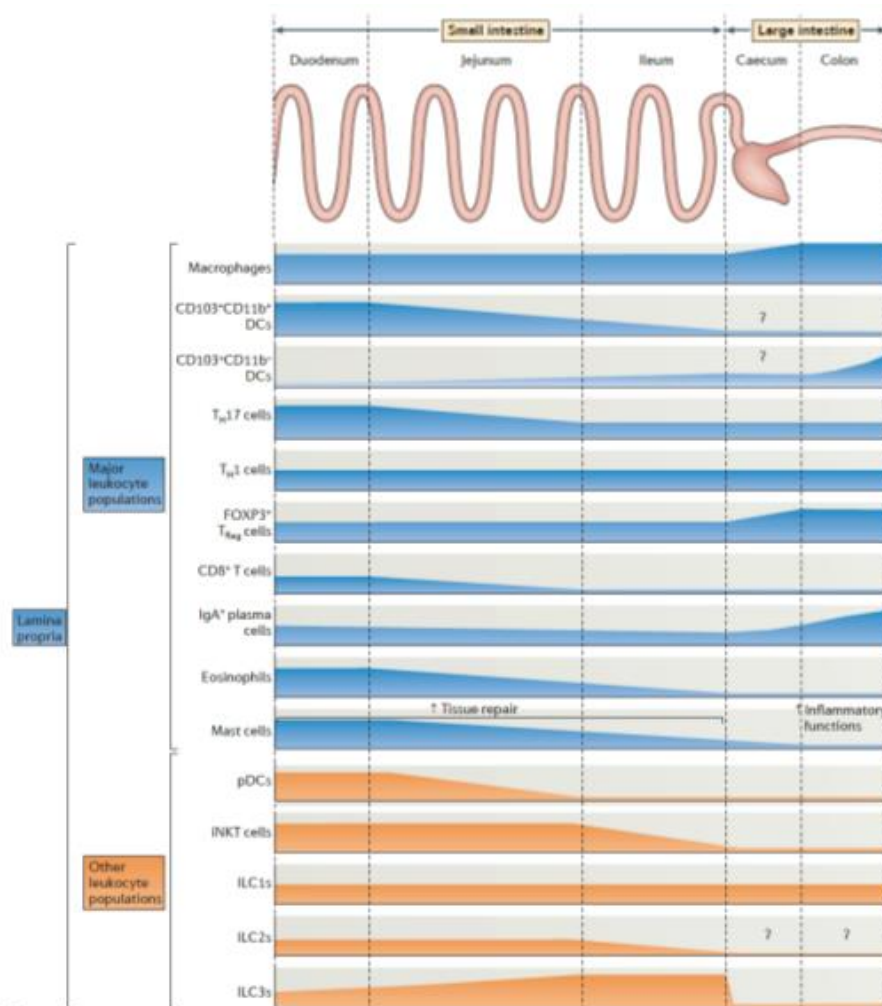 Small intestine
Large intestine
Duodenum
Jejunum
Ileum
Caecum
Colon
Macrophages
CD103⁺CD11b⁺
DCs
?
CD103⁺CD11b⁻
DCs
?
Tₕ17 cells
Tₕ1 cells
Major
leukocyte
populations
FOXP3⁺
T_Reg cells
CD8⁺ T cells
Lamina
propria
IgA⁺ plasma
cells
Eosinophils
↑ Tissue repair
↑ Inflammatory
functions
Mast cells
pDCs
iNKT cells
Other
leukocyte
populations
ILC1s
ILC2s
?
?
ILC3s